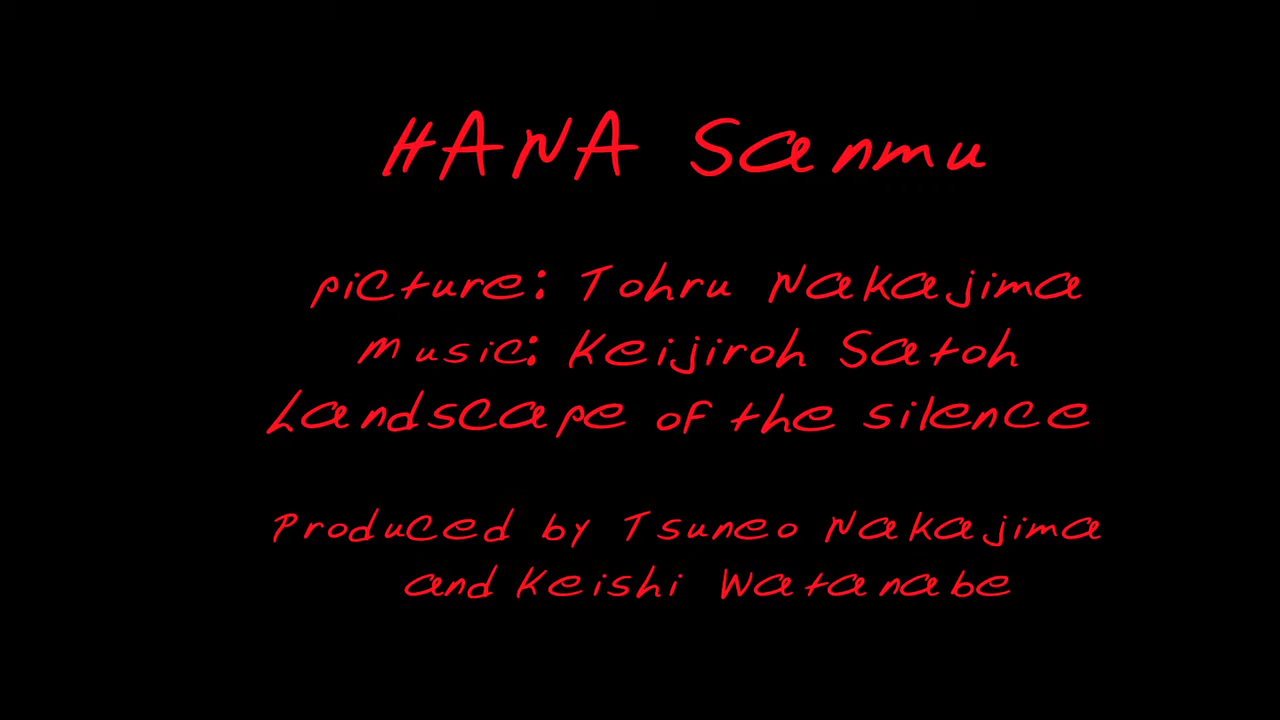 HANA Sanmu
picture: Tohru Nakajima
music: Keijiroh Satoh
Landscape of the silence
Produced by Tsuneo Nakajima
and Keishi Watanabe